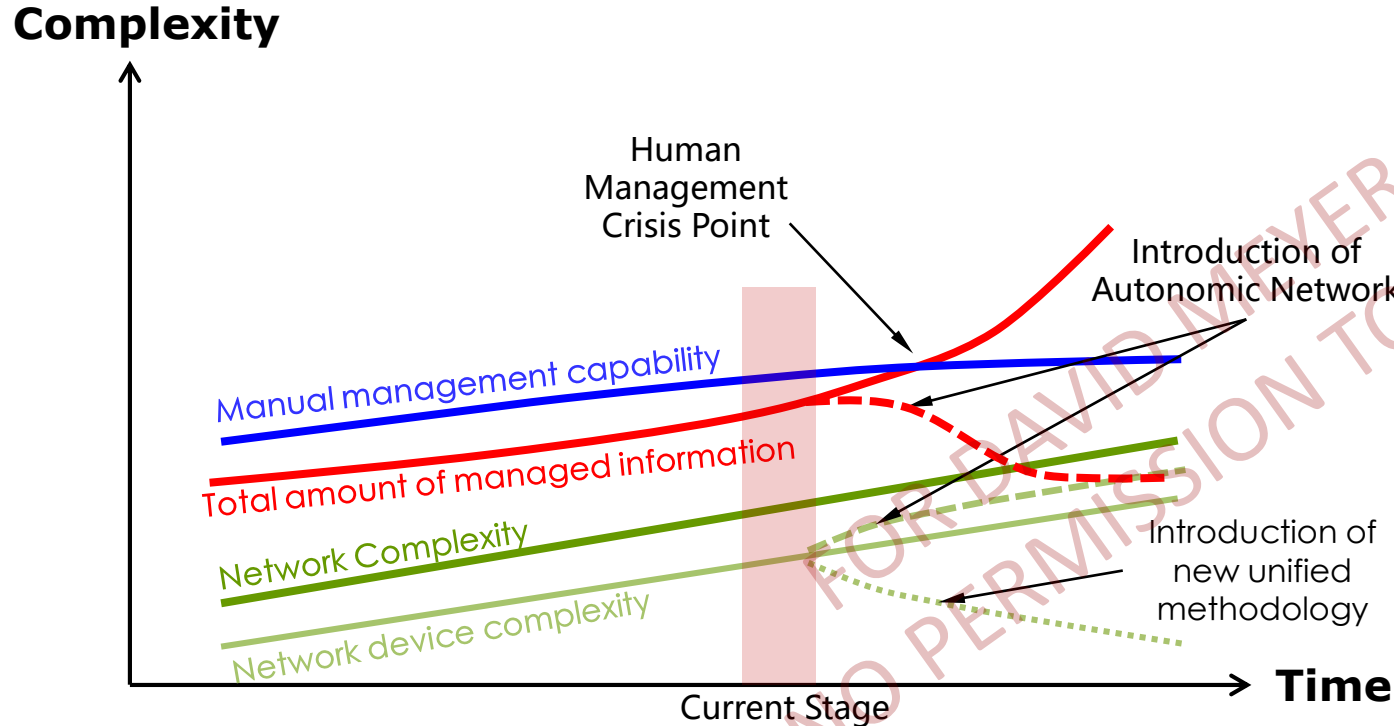 Complexity
Human
Management
Crisis Point
Introduction of
Autonomic Network
Manual management capability
Total amount of managed information
Network Complexity
Network device complexity
Introduction of
new unified
methodology
Time
Current Stage
FOR DAVID MEYER
NO PERMISSION TO